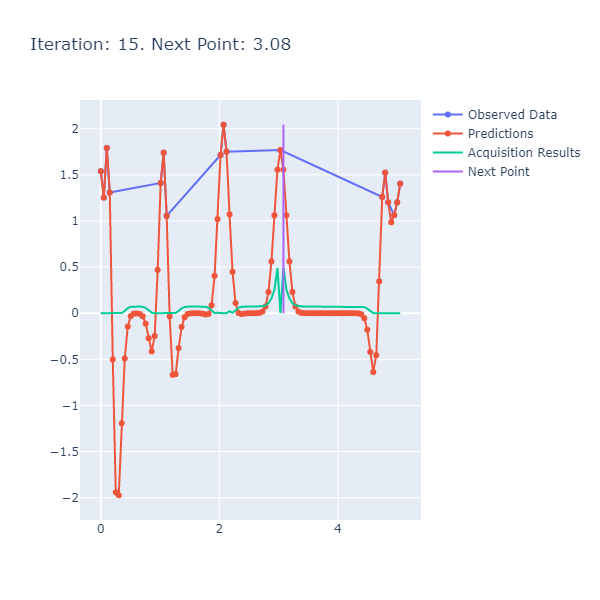 Iteration: 15. Next Point: 3.08
Observed Data
Predictions
Acquisition Results
Next Point
2
1.5
1
0.5
0
−0.5
−1
−1.5
−2
0 2 4